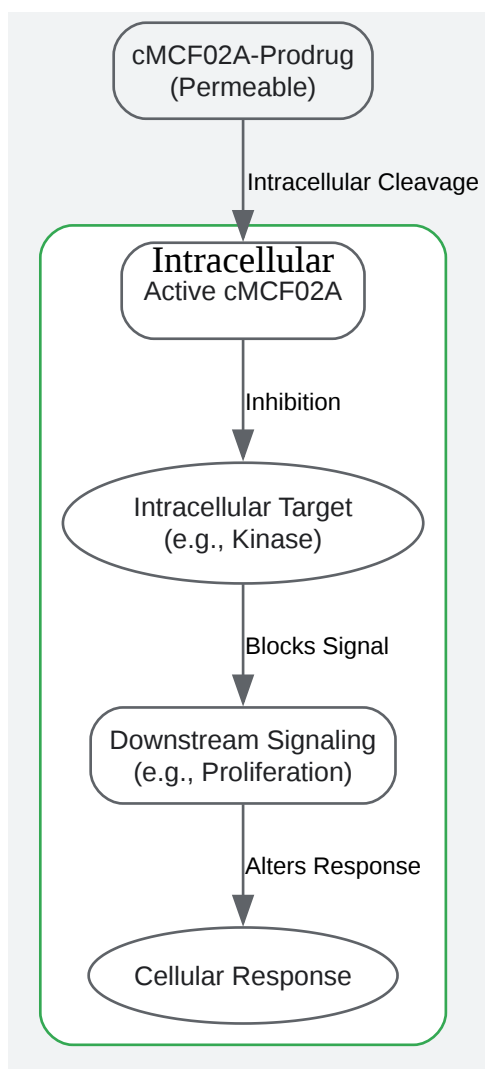 cMCF02A-Prodrug
(Permeable)
Intracellular Cleavage
Intracellular
Active cMCF02A
Inhibition
Intracellular Target
(e.g., Kinase)
Blocks Signal
Downstream Signaling
(e.g., Proliferation)
Alters Response
Cellular Response